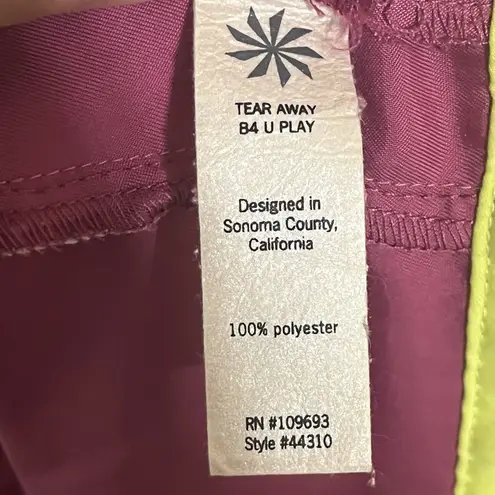 TEAR AWAY
B4 U PLAY
Designed in
Sonoma County,
California
100% polyester
RN #109693
Style #44310